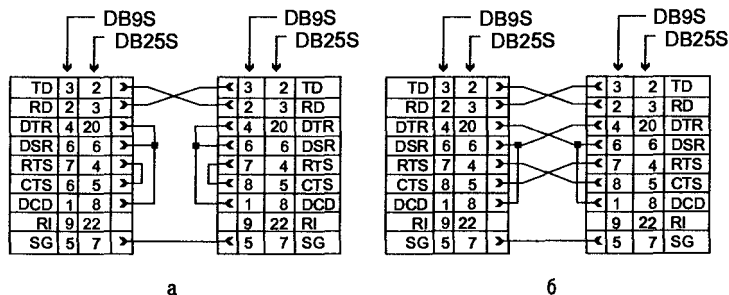 DB9S DB9S DB9S DB9S
DB25S DB25S DB25S DB25S
TD 3 2 3 2 TD TD 3 2 3 2 TD
RD 2 3 2 3 RD RD 2 3 2 3 RD
DTR 4 20 4 20 DTR DTR 4 20 4 20 DTR
DSR 6 6 6 6 DSR DSR 6 6 6 6 DSR
RTS 7 4 7 4 RTS RTS 7 4 7 4 RTS
CTS 6 5 8 5 CTS CTS 8 5 8 5 CTS
DCD 1 8 1 8 DCD DCD 1 8 1 8 DCD
RI 9 22 9 22 RI RI 9 22 9 22 RI
SG 5 7 5 7 SG SG 5 7 5 7 SG
а б